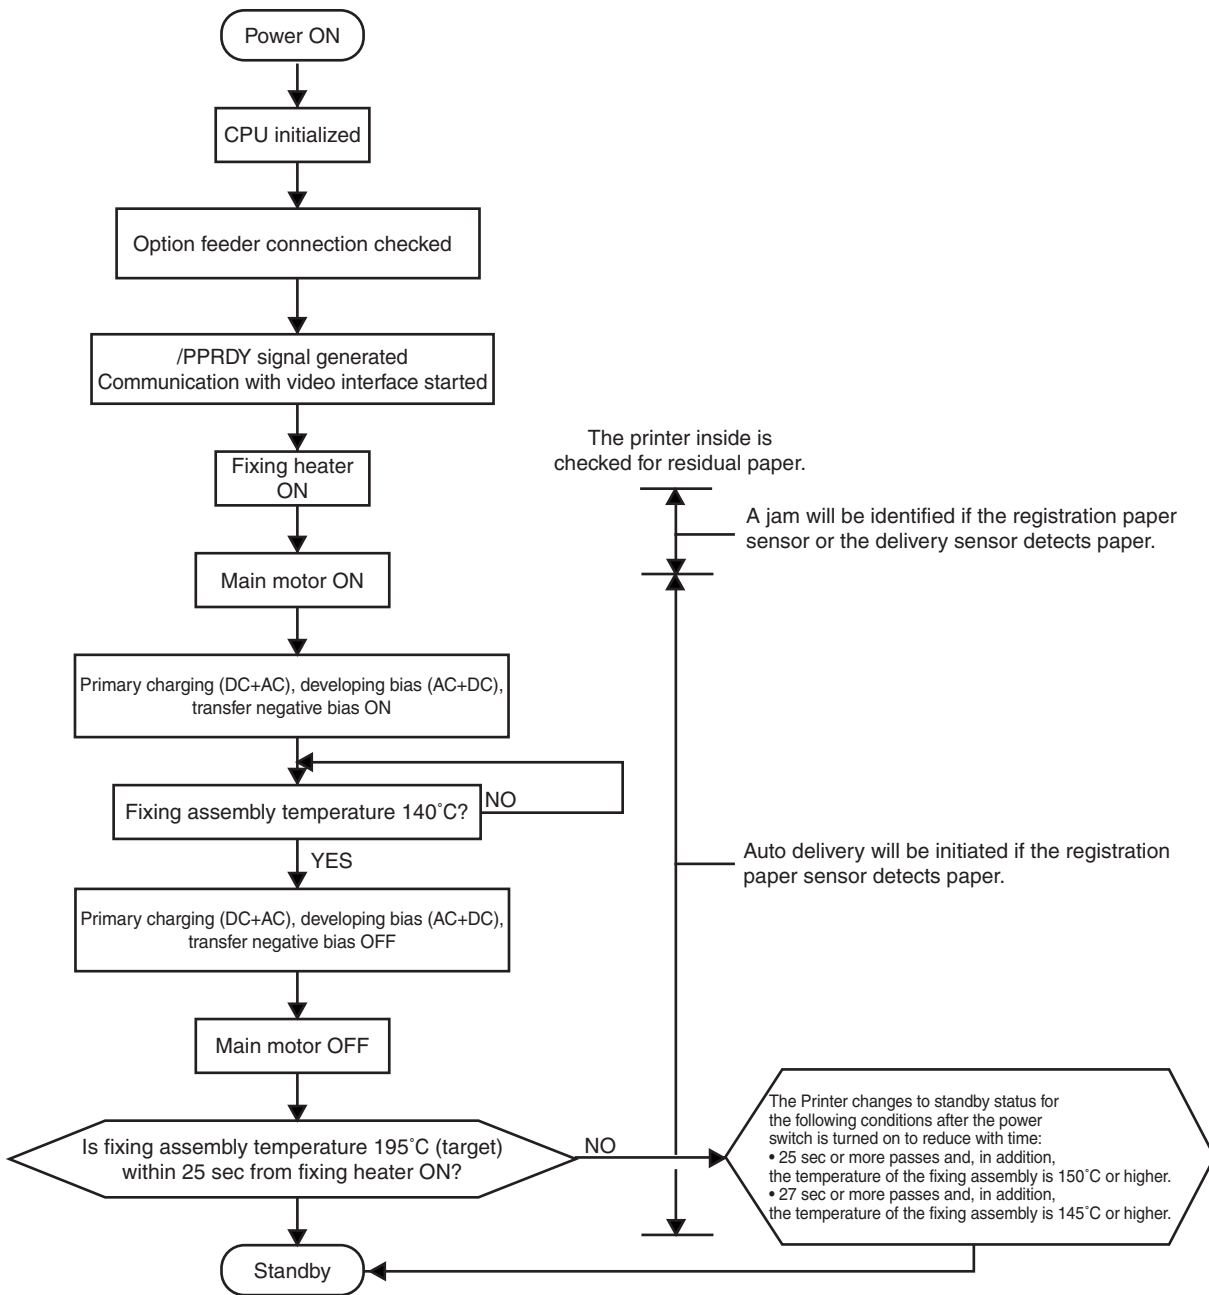 Power ON
CPU initialized
Option feeder connection checked
/PPRDY signal generated
Communication with video interface started
Fixing heater
ON
Main motor ON
Primary charging (DC+AC), developing bias (AC+DC),
transfer negative bias ON
Fixing assembly temperature 140°C?
NO
YES
Primary charging (DC+AC), developing bias (AC+DC),
transfer negative bias OFF
Main motor OFF
Is fixing assembly temperature 195°C (target)
within 25 sec from fixing heater ON?
NO
Standby
The printer inside is
checked for residual paper.
A jam will be identified if the registration paper
sensor or the delivery sensor detects paper.
Auto delivery will be initiated if the registration
paper sensor detects paper.
The Printer changes to standby status for
the following conditions after the power
switch is turned on to reduce with time:
• 25 sec or more passes and, in addition,
the temperature of the fixing assembly is 150°C or higher.
• 27 sec or more passes and, in addition,
the temperature of the fixing assembly is 145°C or higher.